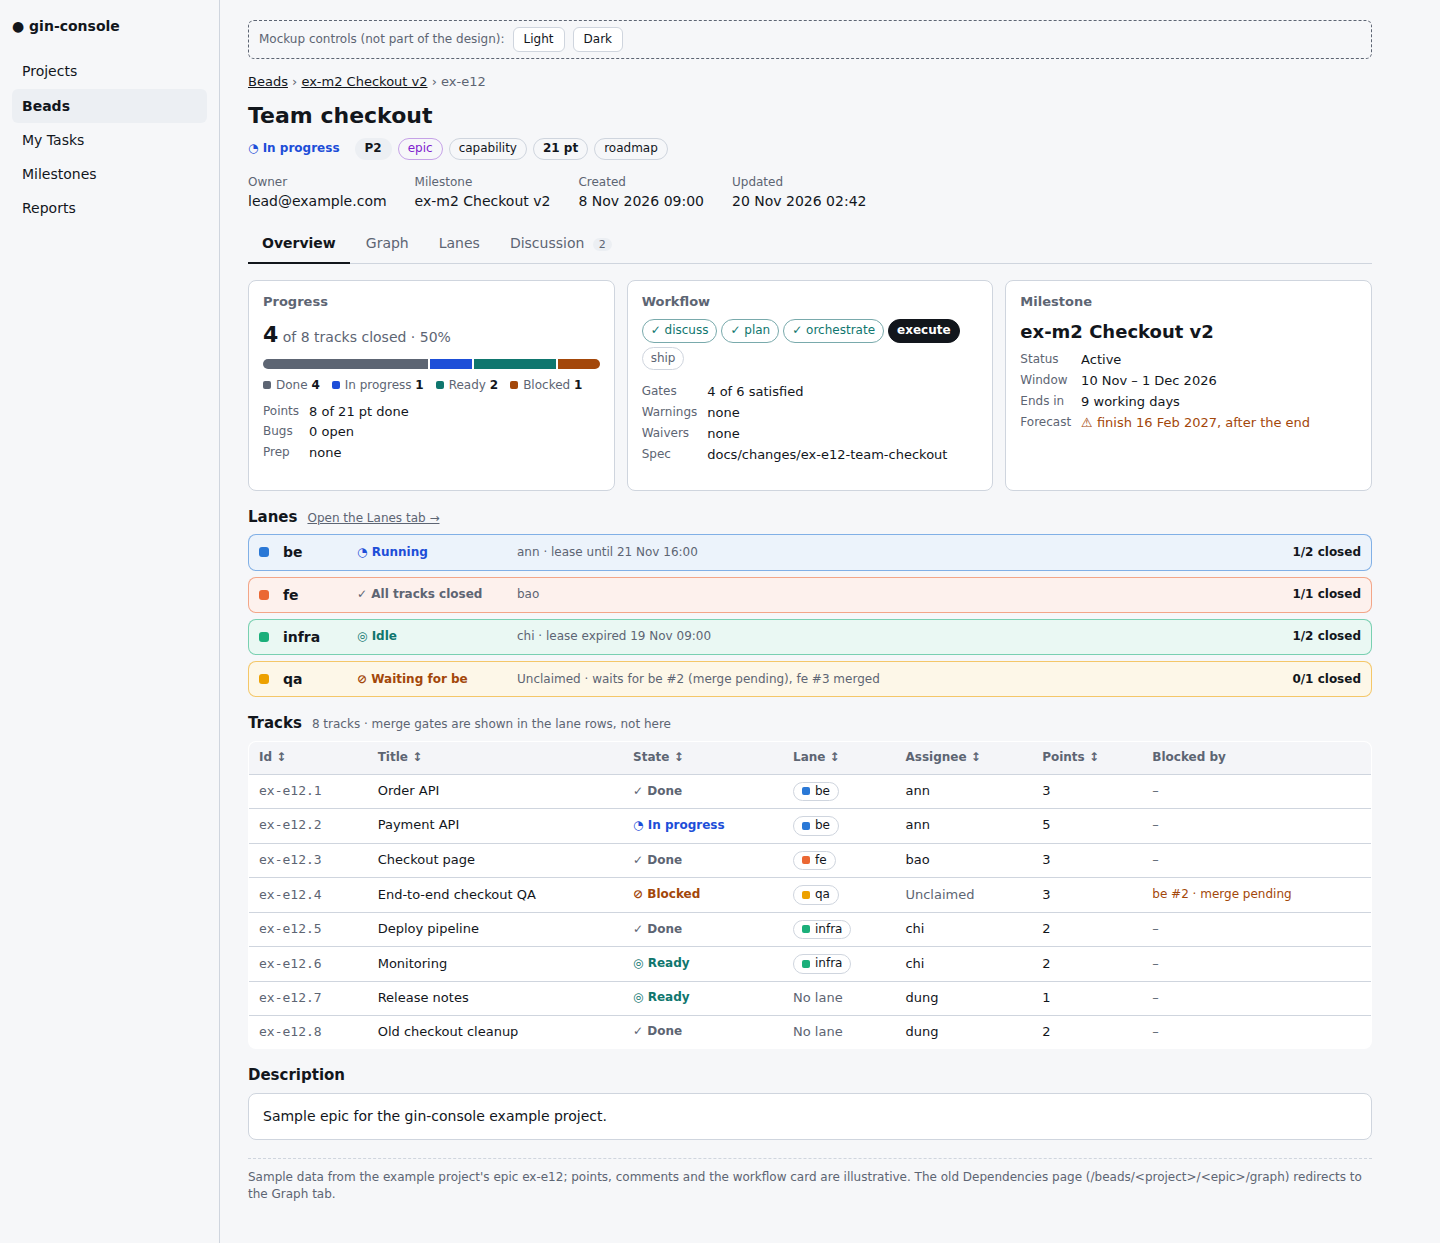 ● gin-console
Projects
Beads
My Tasks
Milestones
Reports
Mockup controls (not part of the design): Light Dark
Beads › ex-m2 Checkout v2 › ex-e12
Team checkout
◔ In progress P2 epic capability 21 pt roadmap
Owner Milestone Created Updated
lead@example.com ex-m2 Checkout v2 8 Nov 2026 09:00 20 Nov 2026 02:42
Overview Graph Lanes Discussion 2
Progress
4 of 8 tracks closed · 50%
Done 4 In progress 1 Ready 2 Blocked 1
Points 8 of 21 pt done
Bugs 0 open
Prep none
Workflow
✓ discuss ✓ plan ✓ orchestrate execute
ship
Gates 4 of 6 satisfied
Warnings none
Waivers none
Spec docs/changes/ex-e12-team-checkout
Milestone
ex-m2 Checkout v2
Status Active
Window 10 Nov – 1 Dec 2026
Ends in 9 working days
Forecast ⚠ finish 16 Feb 2027, after the end
Lanes Open the Lanes tab →
be ◔ Running ann · lease until 21 Nov 16:00 1/2 closed
fe ✓ All tracks closed bao 1/1 closed
infra ◎ Idle chi · lease expired 19 Nov 09:00 1/2 closed
qa ⊘ Waiting for be Unclaimed · waits for be #2 (merge pending), fe #3 merged 0/1 closed
Tracks 8 tracks · merge gates are shown in the lane rows, not here
Id ↕ Title ↕ State ↕ Lane ↕ Assignee ↕ Points ↕ Blocked by
ex-e12.1 Order API ✓ Done be ann 3 –
ex-e12.2 Payment API ◔ In progress be ann 5 –
ex-e12.3 Checkout page ✓ Done fe bao 3 –
ex-e12.4 End-to-end checkout QA ⊘ Blocked qa Unclaimed 3 be #2 · merge pending
ex-e12.5 Deploy pipeline ✓ Done infra chi 2 –
ex-e12.6 Monitoring ◎ Ready infra chi 2 –
ex-e12.7 Release notes ◎ Ready No lane dung 1 –
ex-e12.8 Old checkout cleanup ✓ Done No lane dung 2 –
Description
Sample epic for the gin-console example project.
Sample data from the example project's epic ex-e12; points, comments and the workflow card are illustrative. The old Dependencies page (/beads/<project>/<epic>/graph) redirects to
the Graph tab.